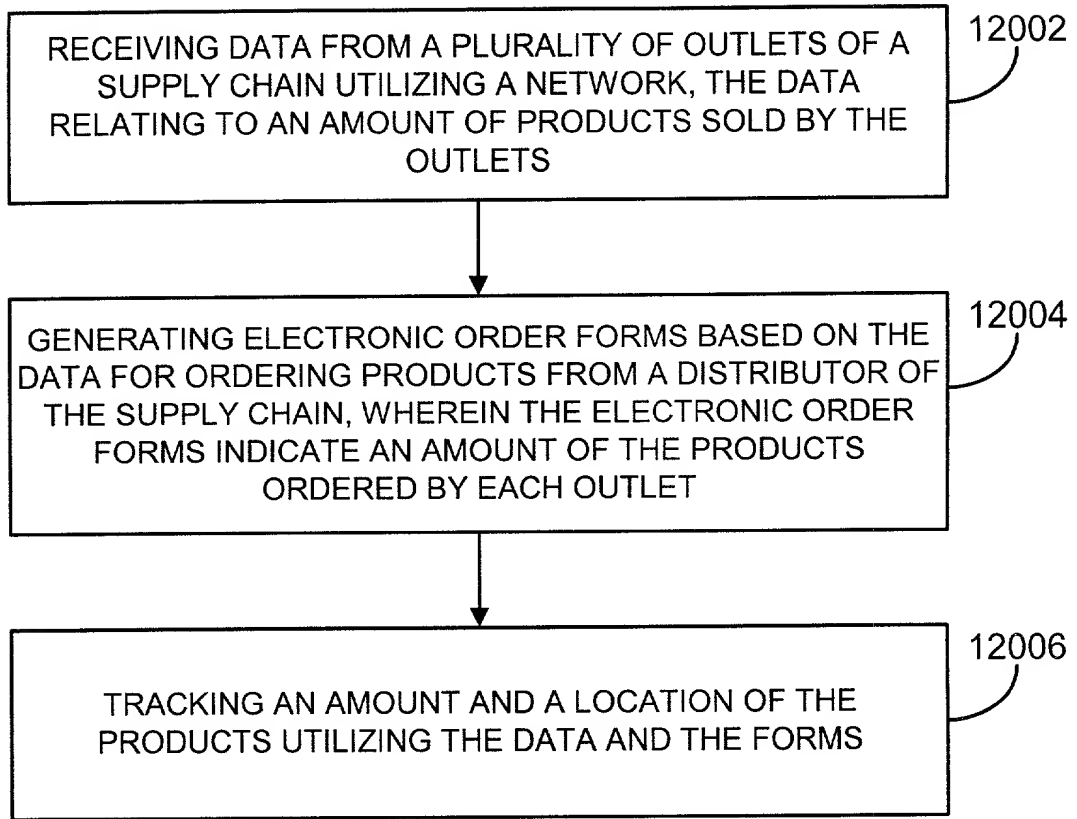 12002
RECEIVING DATA FROM A PLURALITY OF OUTLETS OF A
SUPPLY CHAIN UTILIZING A NETWORK, THE DATA
RELATING TO AN AMOUNT OF PRODUCTS SOLD BY THE
OUTLETS
12004
GENERATING ELECTRONIC ORDER FORMS BASED ON THE
DATA FOR ORDERING PRODUCTS FROM A DISTRIBUTOR OF
THE SUPPLY CHAIN, WHEREIN THE ELECTRONIC ORDER
FORMS INDICATE AN AMOUNT OF THE PRODUCTS
ORDERED BY EACH OUTLET
12006
TRACKING AN AMOUNT AND A LOCATION OF THE
PRODUCTS UTILIZING THE DATA AND THE FORMS